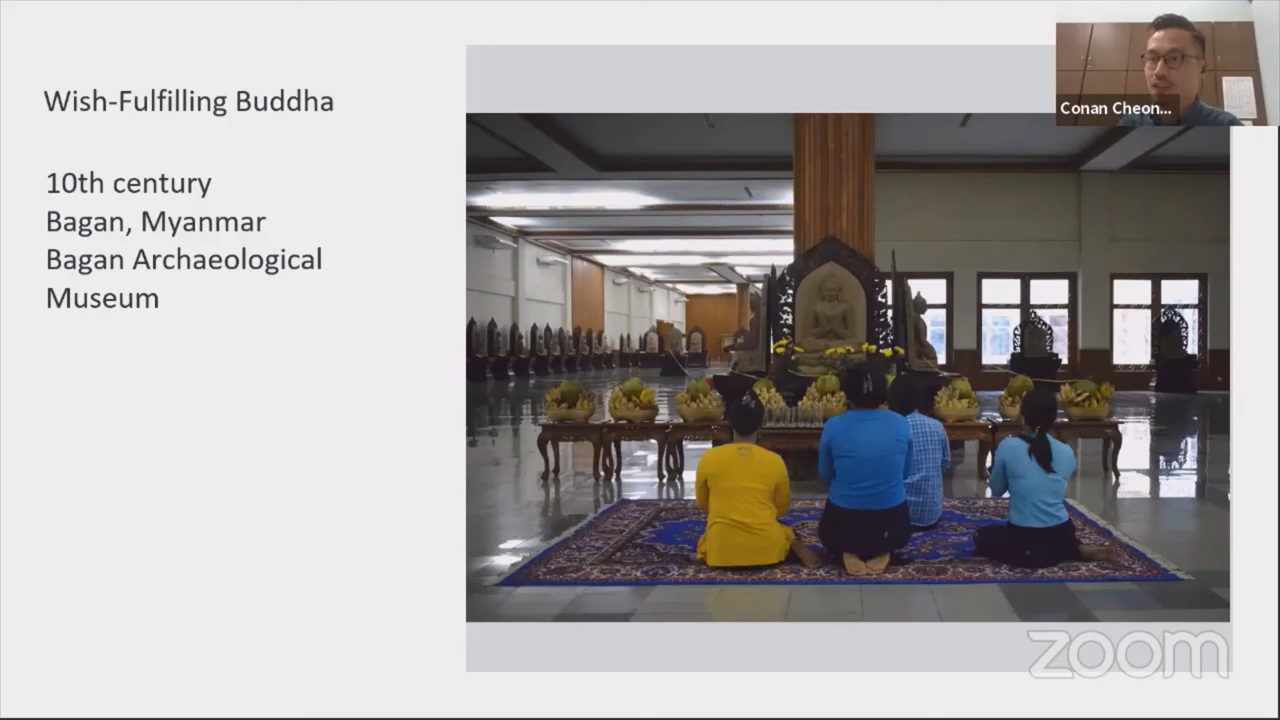 Wish-Fulfilling Buddha
10th century
Bagan, Myanmar
Bagan Archaeological
Museum
Conan Cheon...
zoom